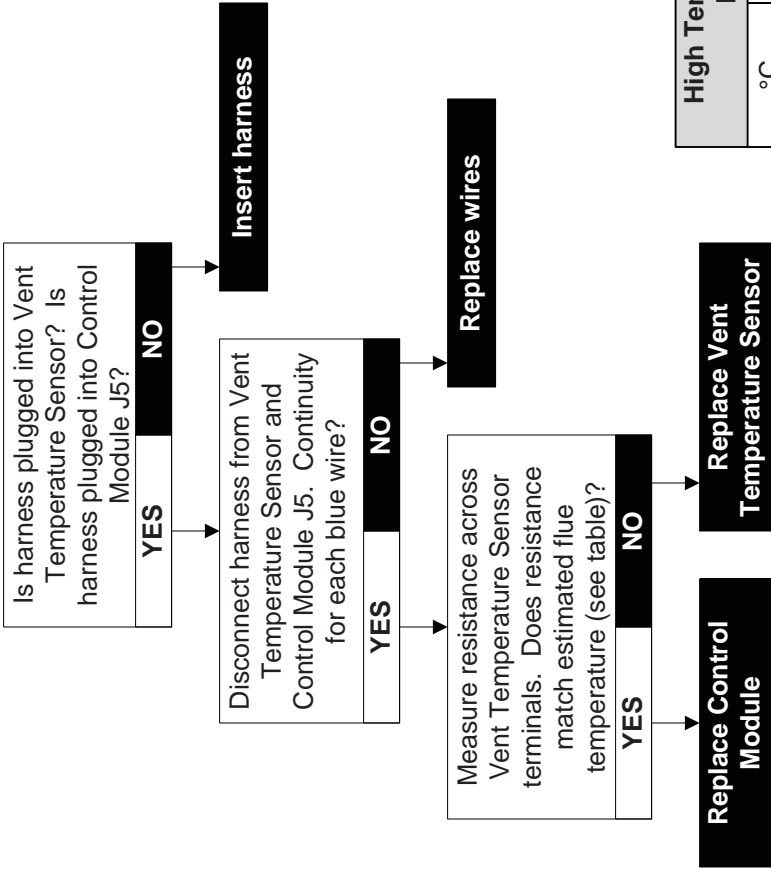 Is harness plugged into Vent
Temperature Sensor? Is
harness plugged into Control
Module J5?
YES
NO
Insert harness
Disconnect harness from Vent
Temperature Sensor and
Control Module J5. Continuity
for each blue wire?
YES
NO
Replace wires
Measure resistance across
Vent Temperature Sensor
terminals. Does resistance
match estimated flue
temperature (see table)?
YES
NO
Replace Control
Module
Replace Vent
Temperature Sensor
High
°C